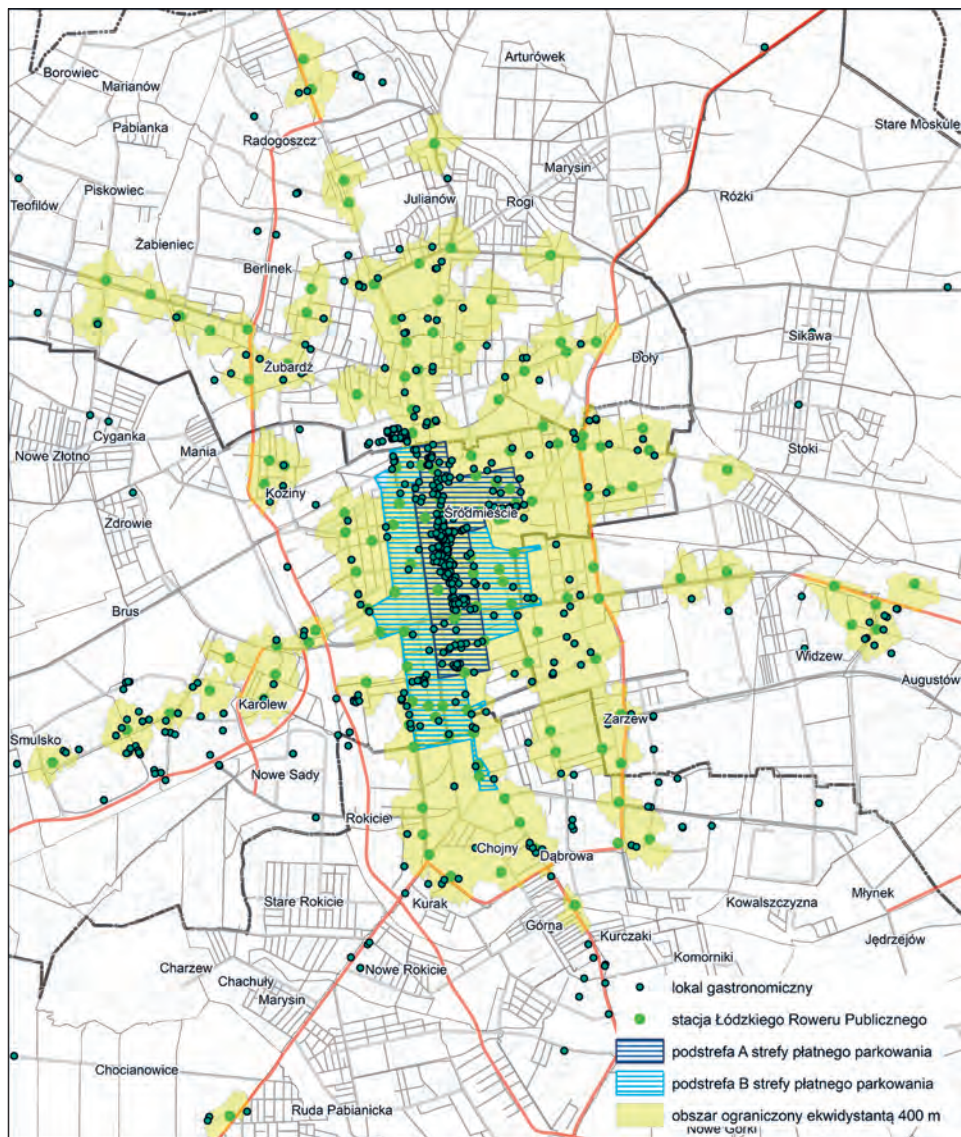 Arturówek
Borowiec
Marianów
Stare Moskule
Pabianka
Radogoszcz
Marysin
Piskowiec
Różki
Teofilów
Julianów
Rogi
Żabieniec
Berlinek
Sikawa
Doły
Żubardź
Cyganka
Stoki
Nowe Złotno
Mania
Koziny
Śródmieście
Zdrowie
Brus
Widzew
Augustów
Karolew
Zarzew
Smulsko
Nowe Sady
Rokicie
Chojny
Dąbrowa
Młynek
Stare Rokicie
Kurak
Kowalszczyzna
Górna
Kurczaki
Jędrzejów
Komorniki
Charzew
Nowe Rokicie
Chachuły
Marysin
lokal gastronomiczny
stacja Łódzkiego Roweru Publicznego
podstrefa A strefy płatnego parkowania
Chocianowice
podstrefa B strefy płatnego parkowania
Ruda Pabianicka
obszar ograniczony ekwidystantą 400 m
Nowe Górki